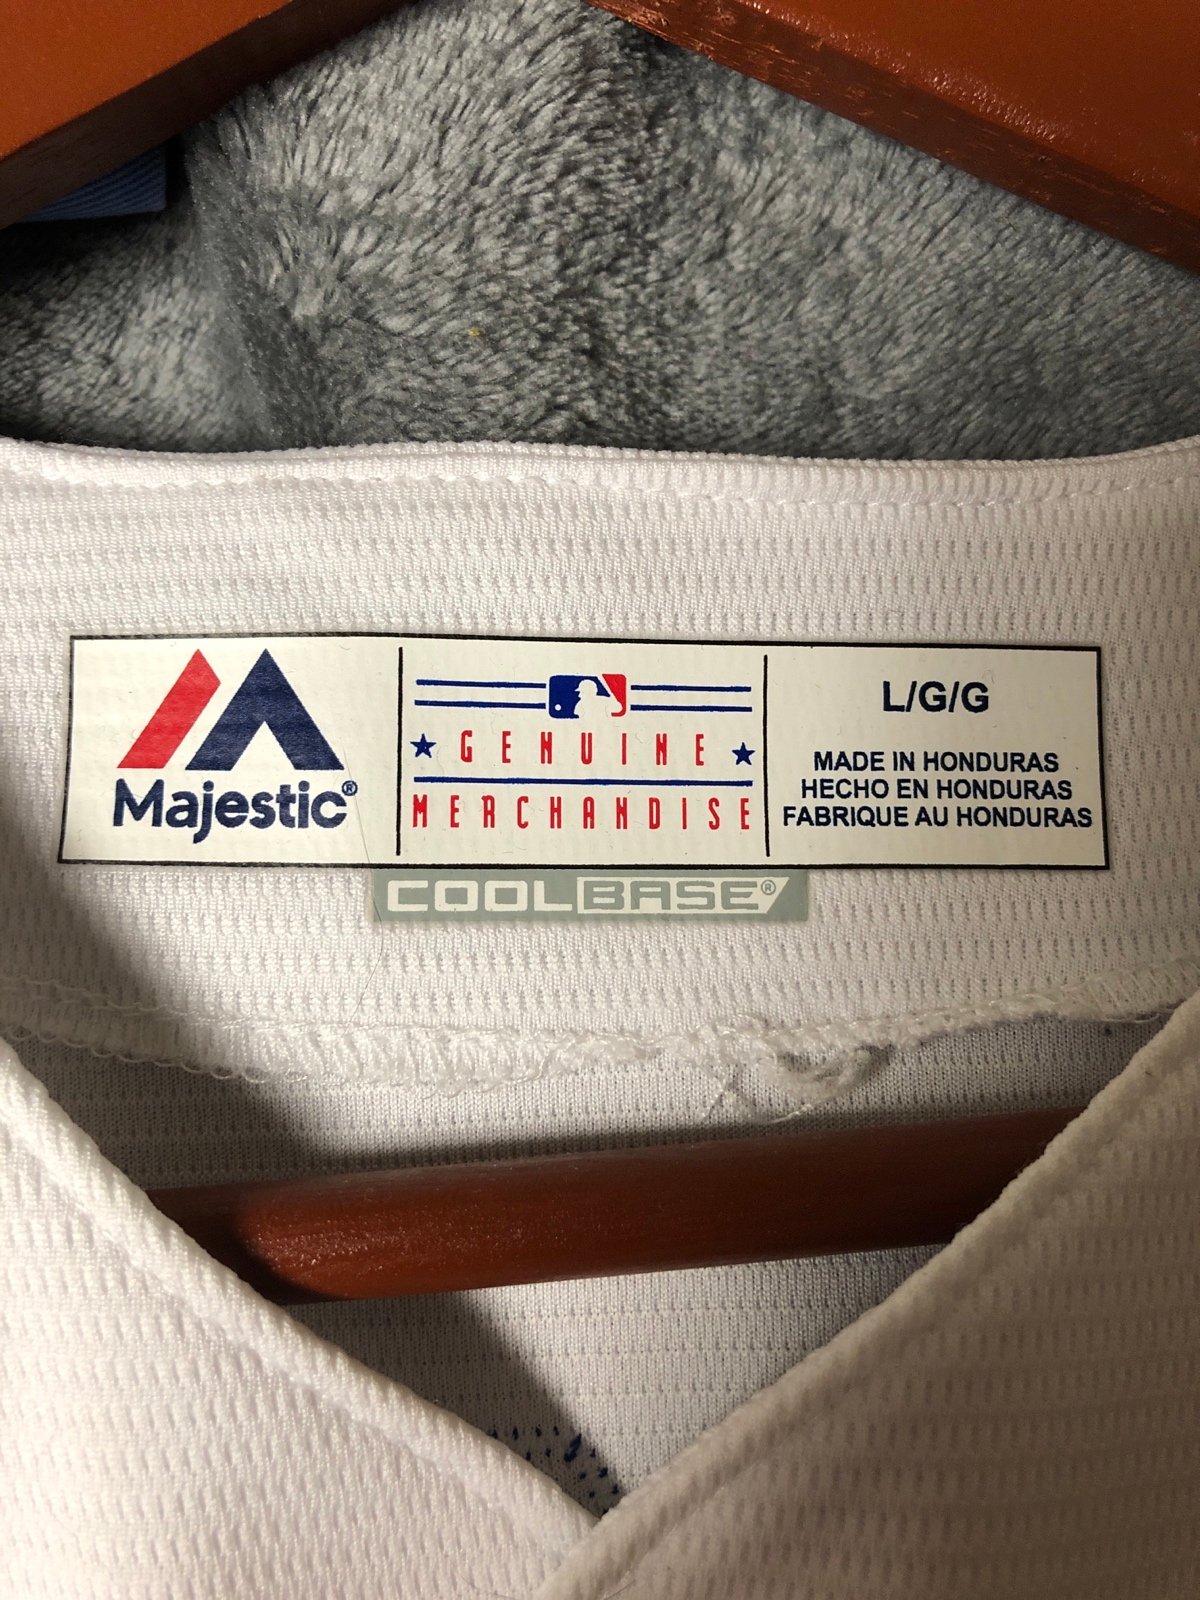 Majestic®
GENUINE
MERCHANDISE
L/G/G
MADE IN HONDURAS
HECHO EN HONDURAS
FABRIQUE AU HONDURAS
COOLBASE®